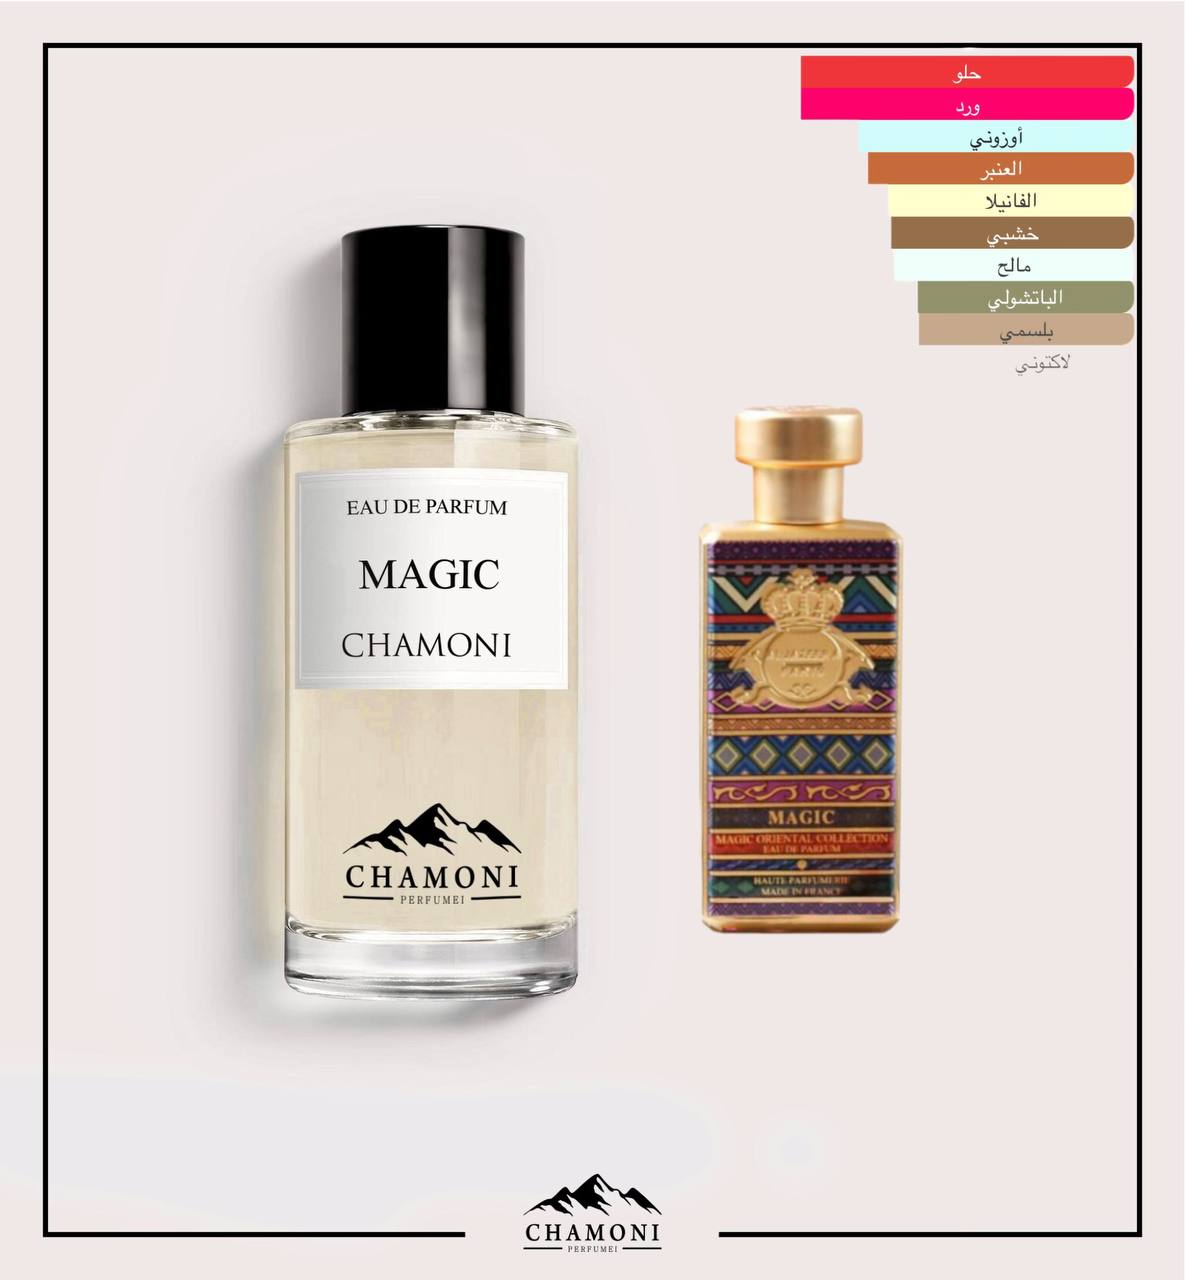 حلو
ورد
أوزوني
العنبر
الفانيلا
خشبي
مالح
الباتشولي
بلسمي
لاكتوني
EAU DE PARFUM
MAGIC
CHAMONI
CHAMONI
PERFUMEI
MAGIC
MAGIC ORIENTAL COLLECTION
EAU DE PARFUM
HAUTE PARFUMERIE
MADE IN FRANCE
CHAMONI
PERFUMEI